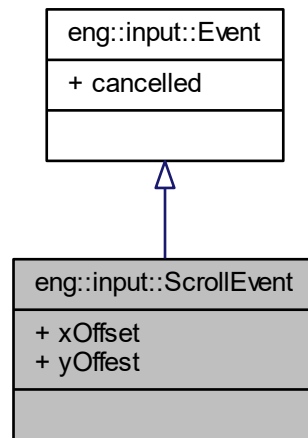 eng::input::Event
+ cancelled
eng::input::ScrollEvent
+ xOffset
+ yOffest